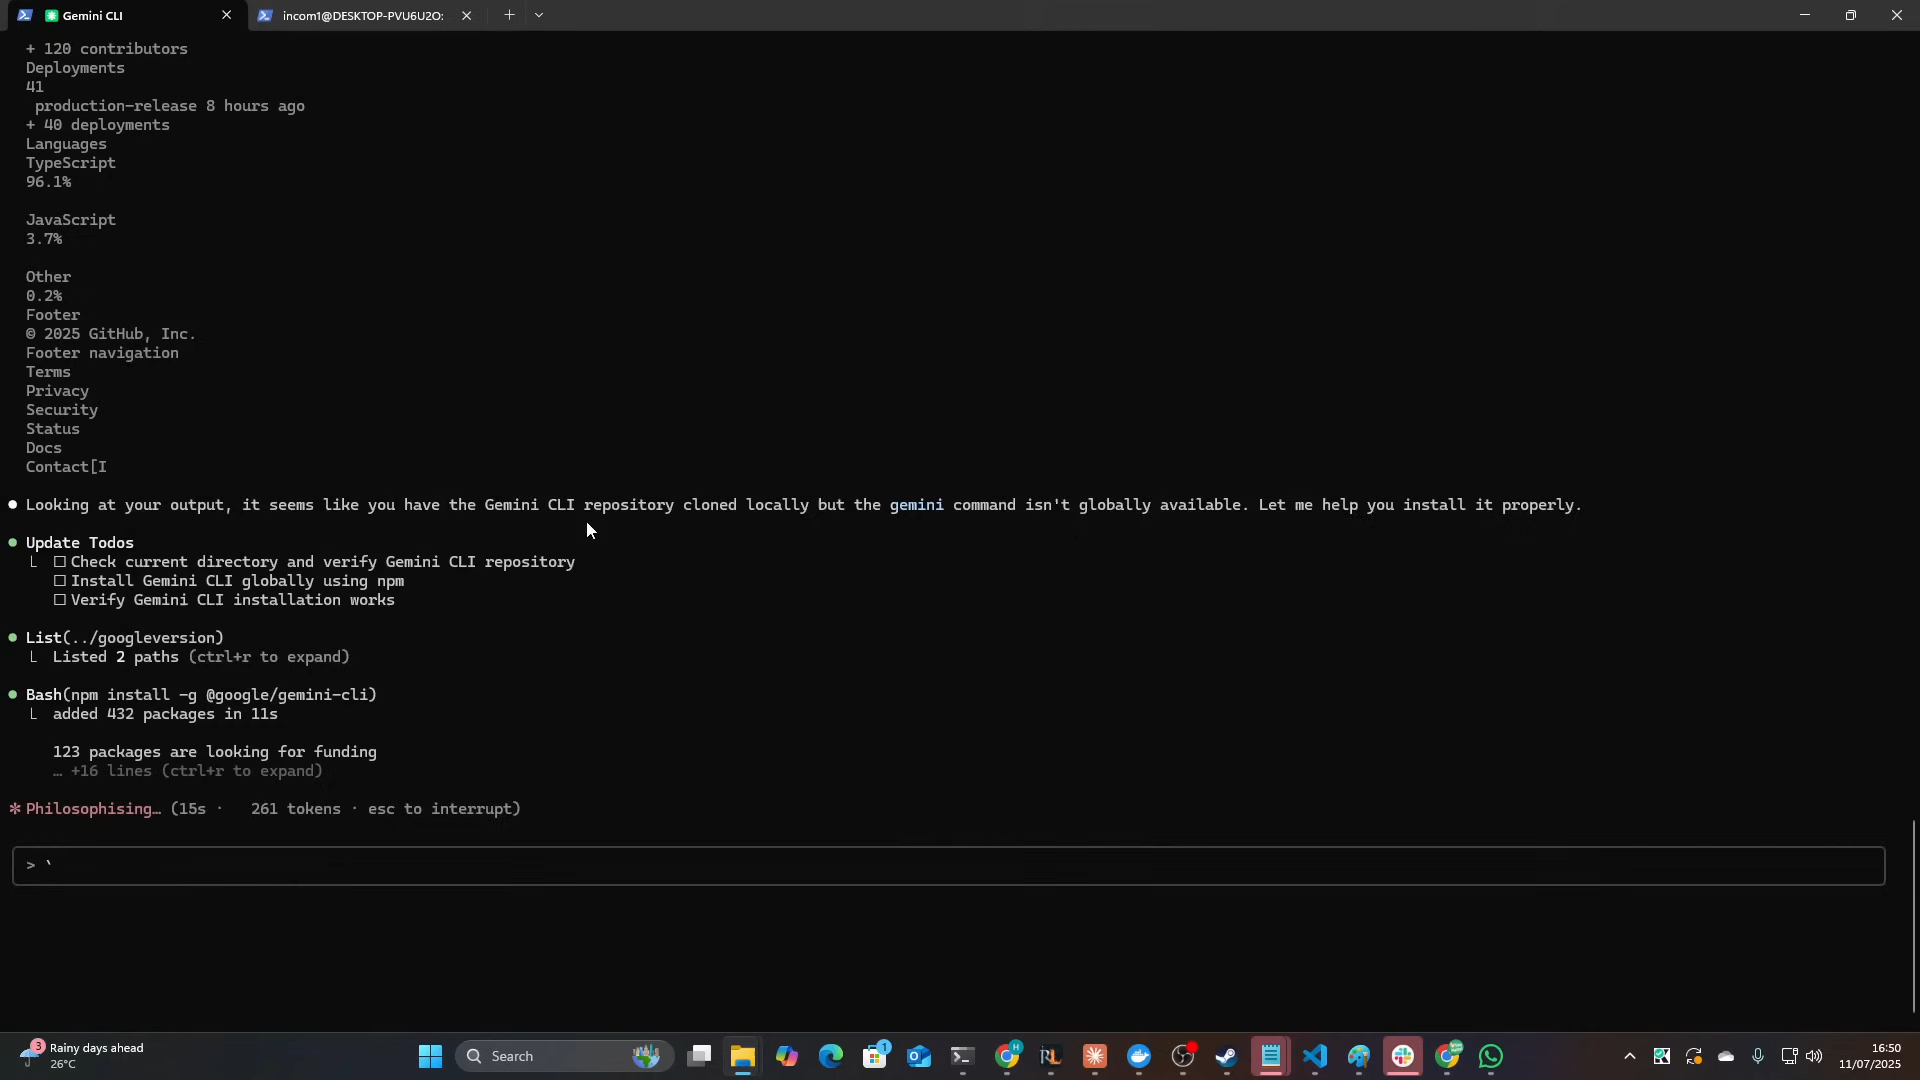 Gemini CLI
incom1@DESKTOP-PVU6U2O:
+ 120 contributors
Deployments
41
production-release 8 hours ago
+ 40 deployments
Languages
TypeScript
96.1%
JavaScript
3.7%
Other
0.2%
Footer
© 2025 GitHub, Inc.
Footer navigation
Terms
Privacy
Security
Status
Docs
Contact[I
● Looking at your output, it seems like you have the Gemini CLI repository cloned locally but the gemini command isn't globally available. Let me help you install it properly.
● Update Todos
⎿ ☐ Check current directory and verify Gemini CLI repository
☐ Install Gemini CLI globally using npm
☐ Verify Gemini CLI installation works
● List(../googleversion)
⎿ Listed 2 paths (ctrl+r to expand)
● Bash(npm install -g @google/gemini-cli)
⎿ added 432 packages in 11s
123 packages are looking for funding
… +16 lines (ctrl+r to expand)
✻ Philosophising… (15s · 261 tokens · esc to interrupt)
> `
3
Rainy days ahead
26°C
Search
1
H
RL
16:50
11/07/2025